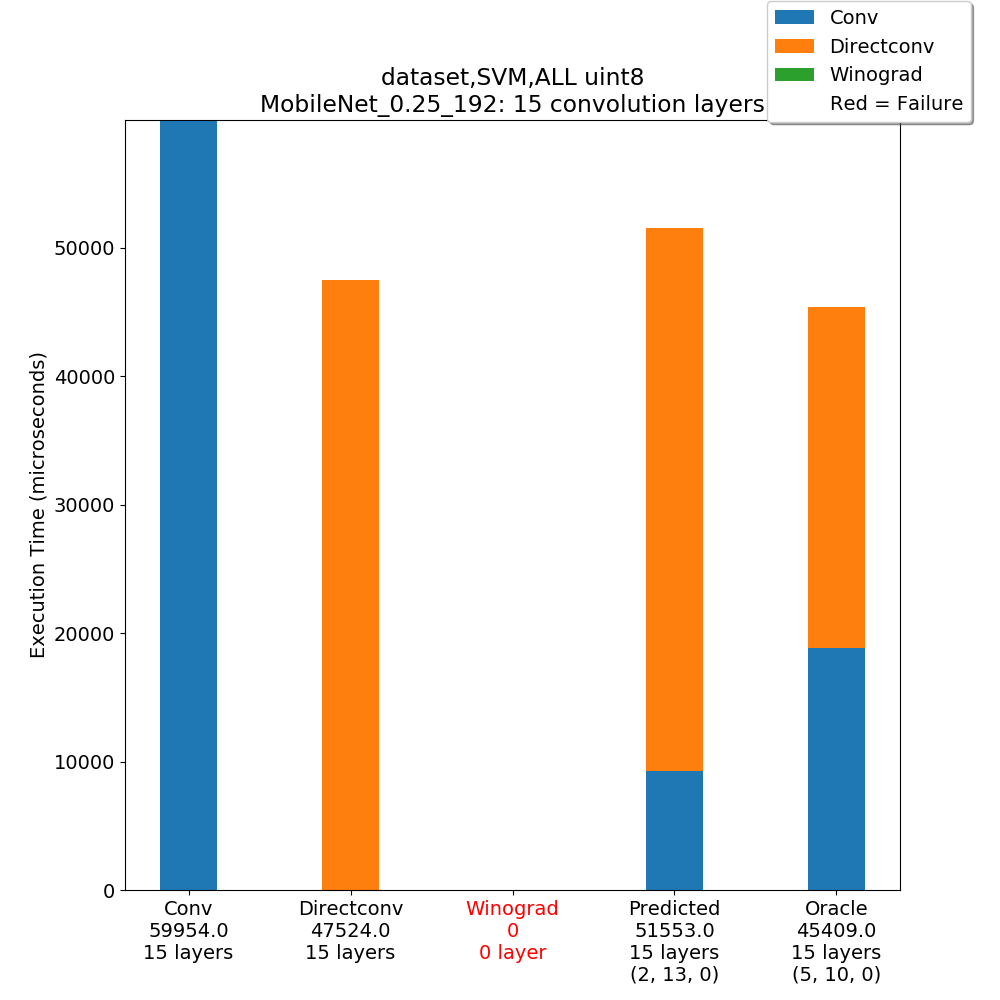 Conv
Directconv
Winograd
Red = Failure
dataset,SVM,ALL uint8
MobileNet_0.25_192: 15 convolution layers
Execution Time (microseconds)
50000
40000
30000
20000
10000
0
Conv
59954.0
15 layers
Directconv
47524.0
15 layers
Winograd
0
0 layer
Predicted
51553.0
15 layers
(2, 13, 0)
Oracle
45409.0
15 layers
(5, 10, 0)